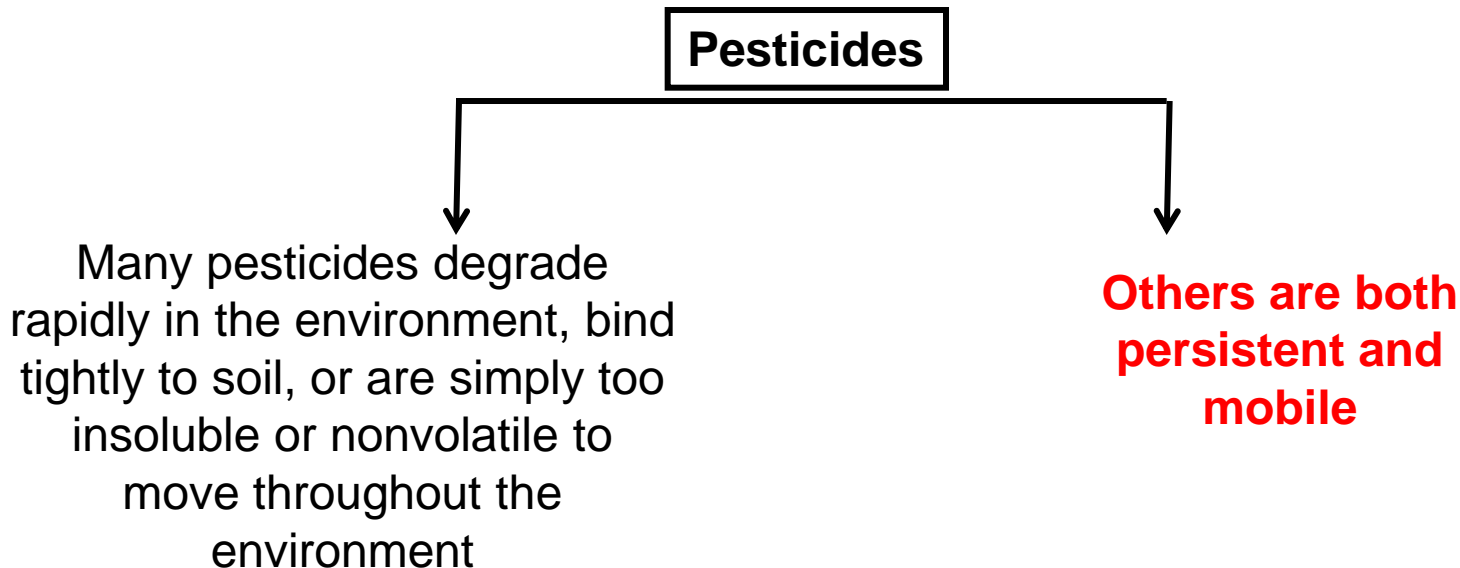 Pesticides
Many pesticides degrade
rapidly in the environment, bind
tightly to soil, or are simply too
insoluble or nonvolatile to
move throughout the
environment
Others are both
persistent and
mobile